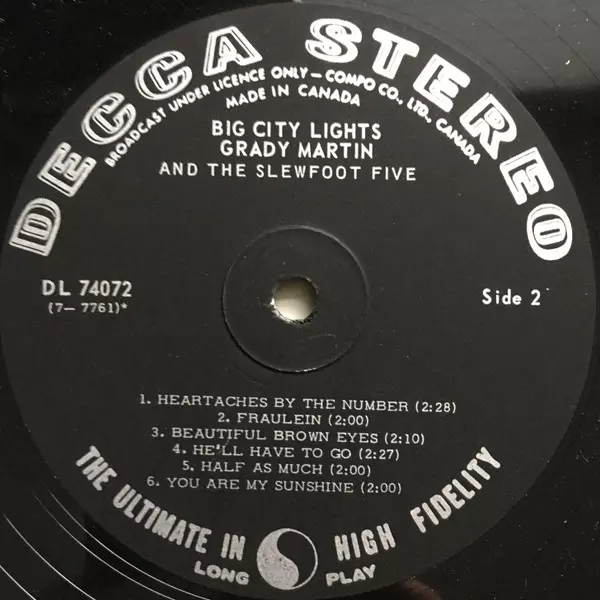 DECCA STEREO
BROADCAST UNDER LICENCE ONLY — COMPO CO., LTD., CANADA
MADE IN CANADA
BIG CITY LIGHTS
GRADY MARTIN
AND THE SLEWFOOT FIVE
DL 74072
(7— 7761)*
Side 2
1. HEARTACHES BY THE NUMBER (2:28)
2. FRAULEIN (2:00)
3. BEAUTIFUL BROWN EYES (2:10)
4. HE'LL HAVE TO GO (2:27)
5. HALF AS MUCH (2:00)
6. YOU ARE MY SUNSHINE (2:00)
THE ULTIMATE IN HIGH FIDELITY
LONG PLAY